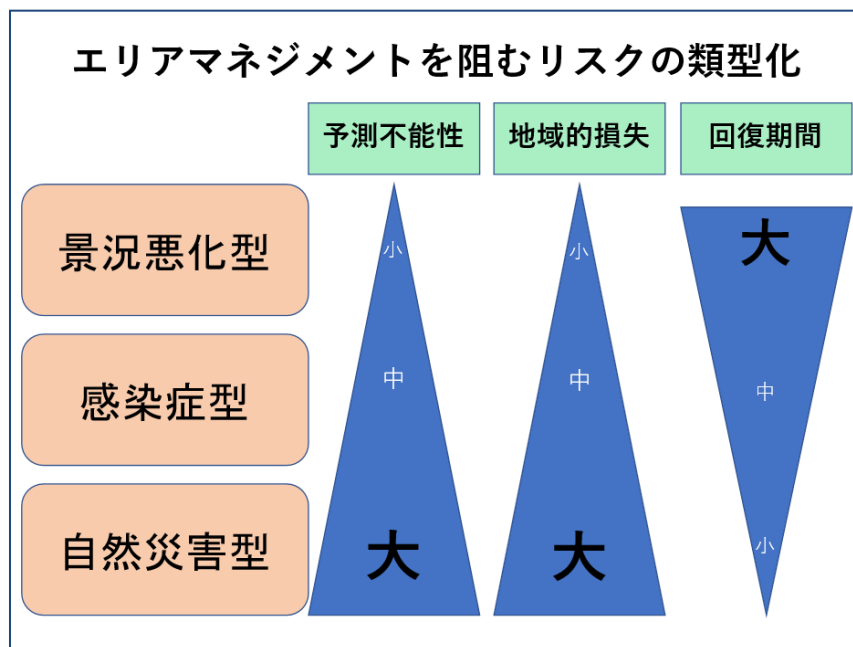 エリアマネジメントを阻むリスクの類型化
予測不能性 地域的損失 回復期間
景況悪化型 小 小 大
感染症型 中 中 中
自然災害型 大 大 小